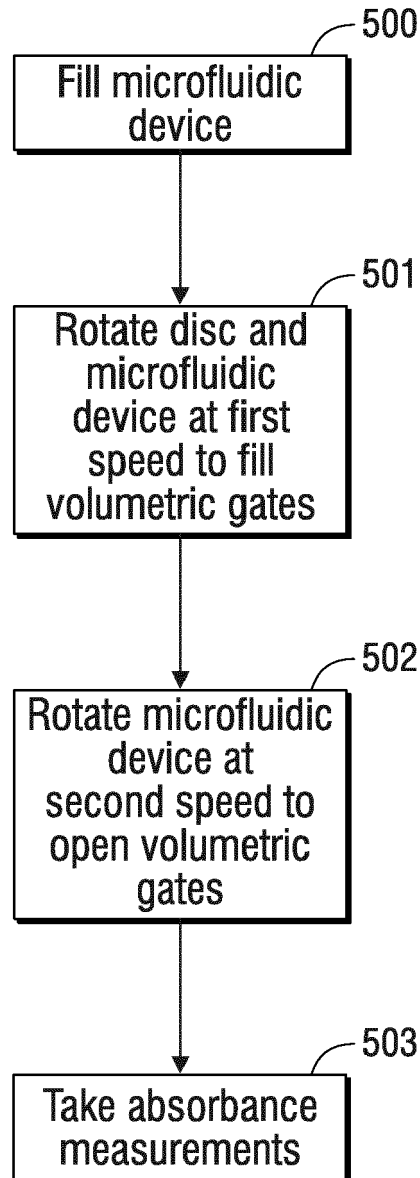 500
Fill microfluidic
device
501
Rotate disc and
microfluidic
device at first
speed to fill
volumetric gates
502
Rotate microfluidic
device at
second speed to
open volumetric
gates
503
Take absorbance
measurements